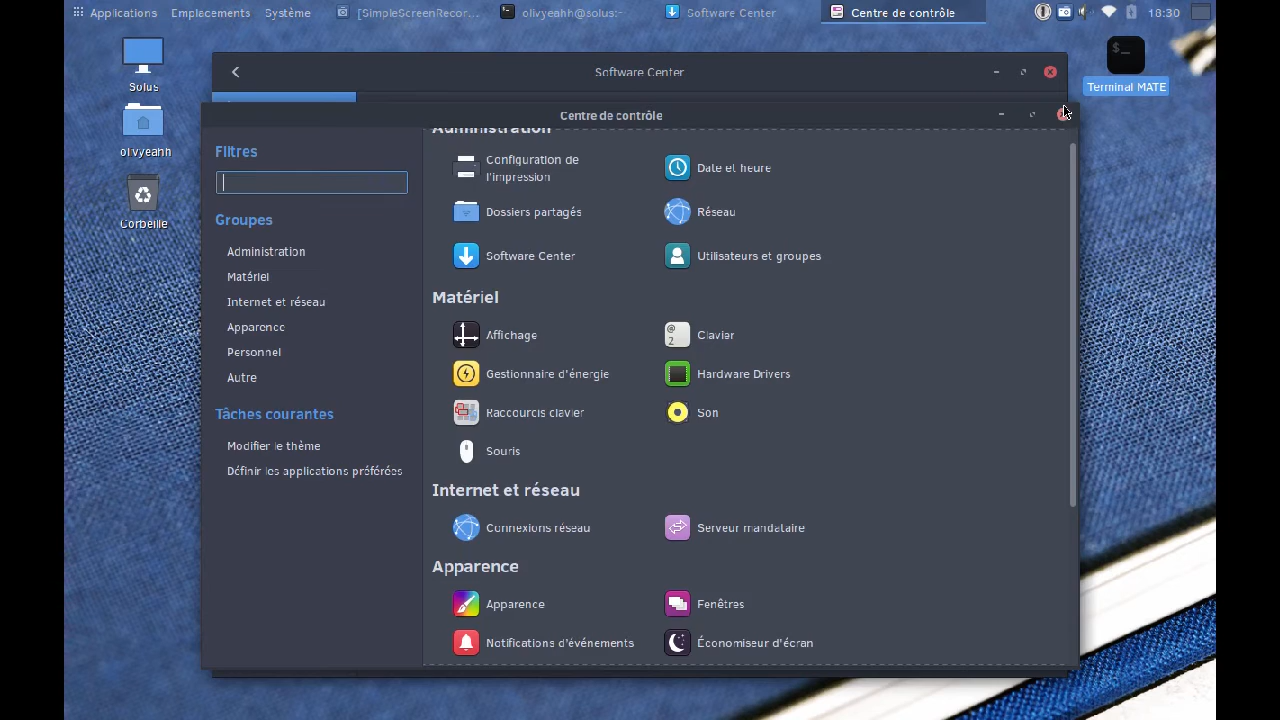 Applications Emplacements Système [SimpleScreenRecor... olivyeahh@solus:~ Software Center Centre de contrôle 18:30
Solus
olivyeahh
Corbeille
Terminal MATE
Software Center
Centre de contrôle
Filtres
Groupes
Administration
Matériel
Internet et réseau
Apparence
Personnel
Autre
Tâches courantes
Modifier le thème
Définir les applications préférées
Administration
Configuration de
l'impression
Date et heure
Dossiers partagés
Réseau
Software Center
Utilisateurs et groupes
Matériel
Affichage
Clavier
Gestionnaire d'énergie
Hardware Drivers
Raccourcis clavier
Son
Souris
Internet et réseau
Connexions réseau
Serveur mandataire
Apparence
Apparence
Fenêtres
Notifications d'événements
Économiseur d'écran